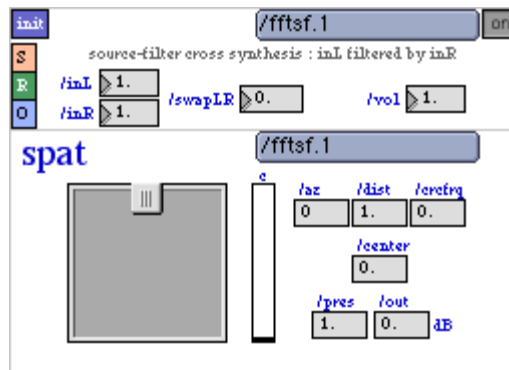 init /fftsf.1 on
S source-filter cross synthesis : inL filtered by inR
R /inL 1. /swapLR 0. /vol 1.
O /inR 1.
spat /fftsf.1
c /az /dist /crcfrq
0 1. 0.
/center
0.
/pres /out
1. 0. dB